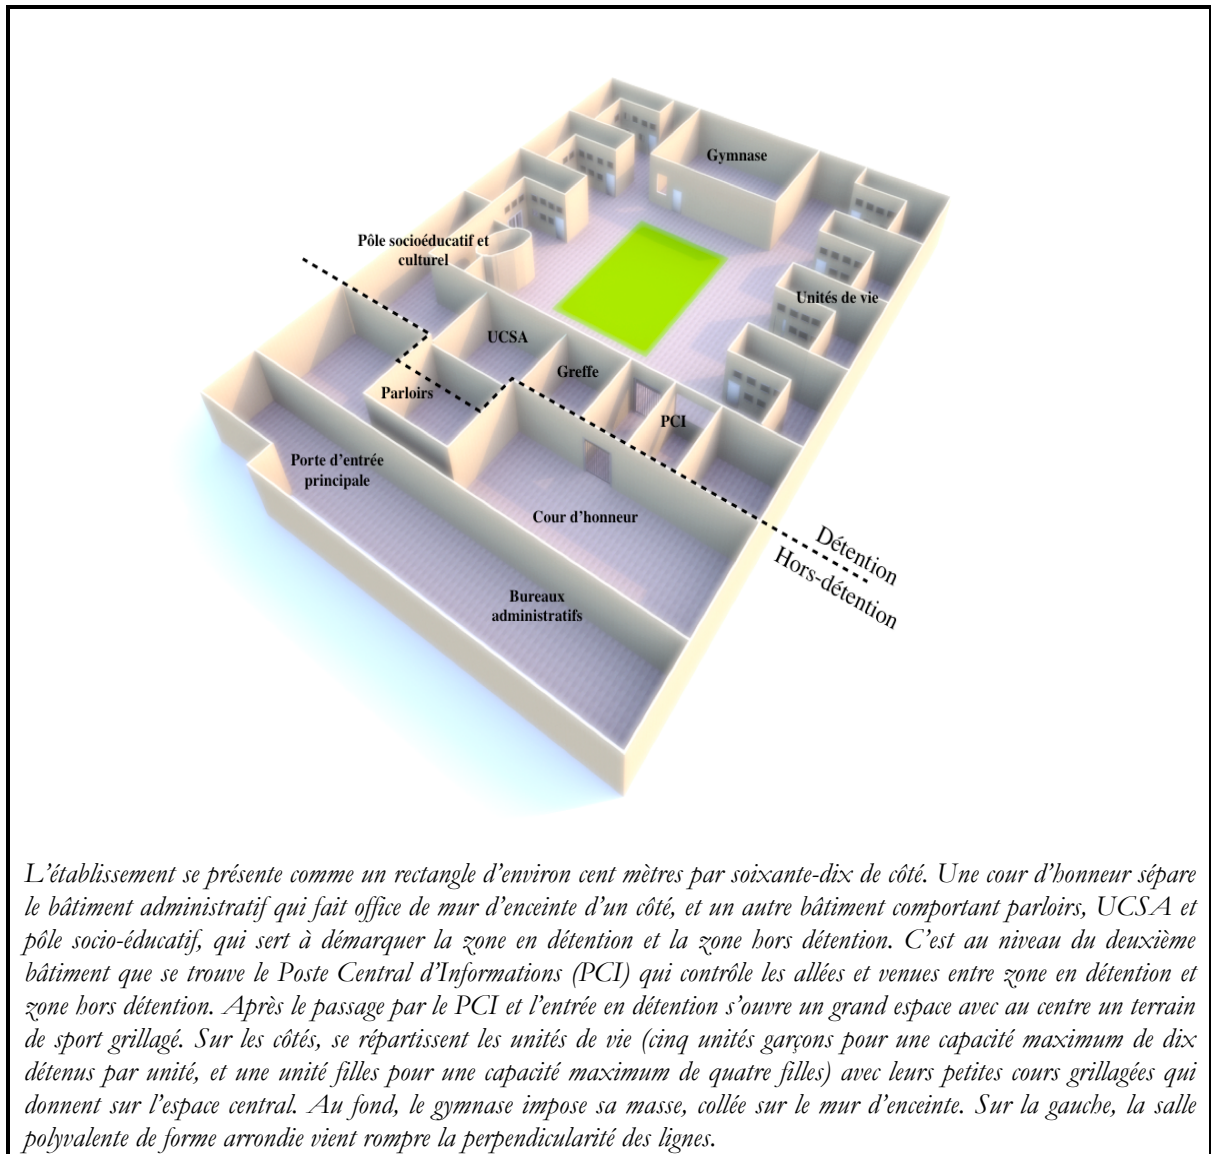 Gymnase
Pôle socioéducatif et
culturel
Unités de vie
UCSA
Greffe
Parloirs
PCI
Porte d'entrée
principale
Cour d'honneur
Détention
Hors-détention
Bureaux
administratifs
L'établissement se présente comme un rectangle d'environ cent mètres par soixante-dix de côté. Une cour d'honneur sépare
le bâtiment administratif qui fait office de mur d'enceinte d'un côté, et un autre bâtiment comportant parloirs, UCSA et
pôle socio-éducatif, qui sert à démarquer la zone en détention et la zone hors détention. C'est au niveau du deuxième
bâtiment que se trouve le Poste Central d'Informations (PCI) qui contrôle les allées et venues entre zone en détention et
zone hors détention. Après le passage par le PCI et l'entrée en détention s'ouvre un grand espace avec au centre un terrain
de sport grillagé. Sur les côtés, se répartissent les unités de vie (cinq unités garçons pour une capacité maximum de dix
détenus par unité, et une unité filles pour une capacité maximum de quatre filles) avec leurs petites cours grillagées qui
donnent sur l'espace central. Au fond, le gymnase impose sa masse, collée sur le mur d'enceinte. Sur la gauche, la salle
polyvalente de forme arrondie vient rompre la perpendicularité des lignes.